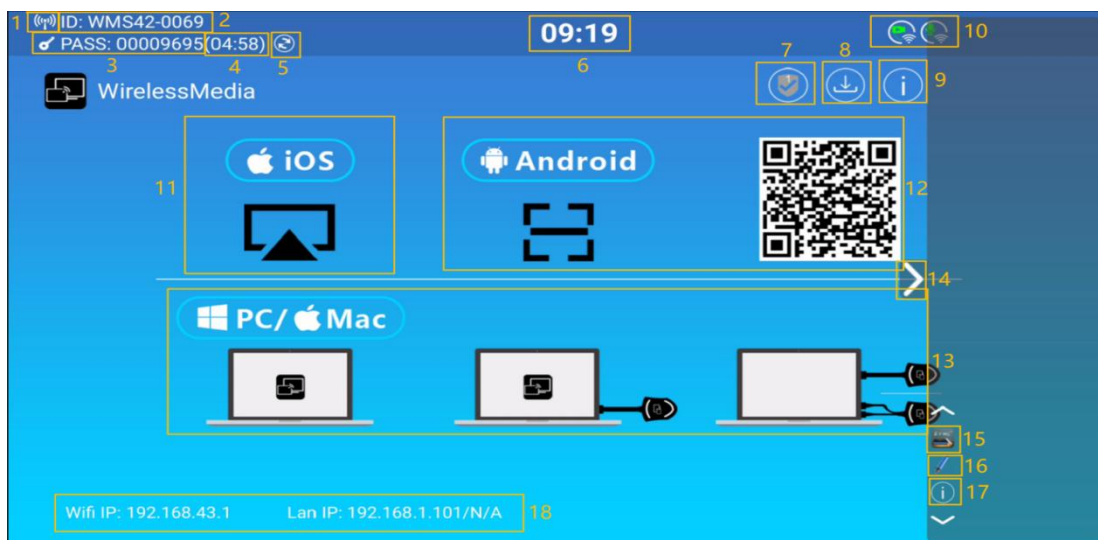 1 ID: WMS42-0069 2
PASS: 00009695(04:58)
3 4 5
09:19
6
10
7 8 9
WirelessMedia
i
iOS
11
Android
12
14
PC/ Mac
13
15
16
i 17
Wifi IP: 192.168.43.1 Lan IP: 192.168.1.101/N/A 18